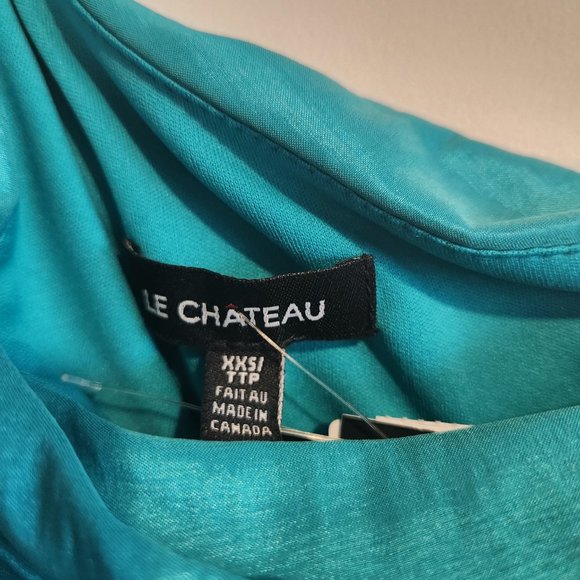 LE CHATEAU
XXS/
TTP
FAIT AU
MADE IN
CANADA